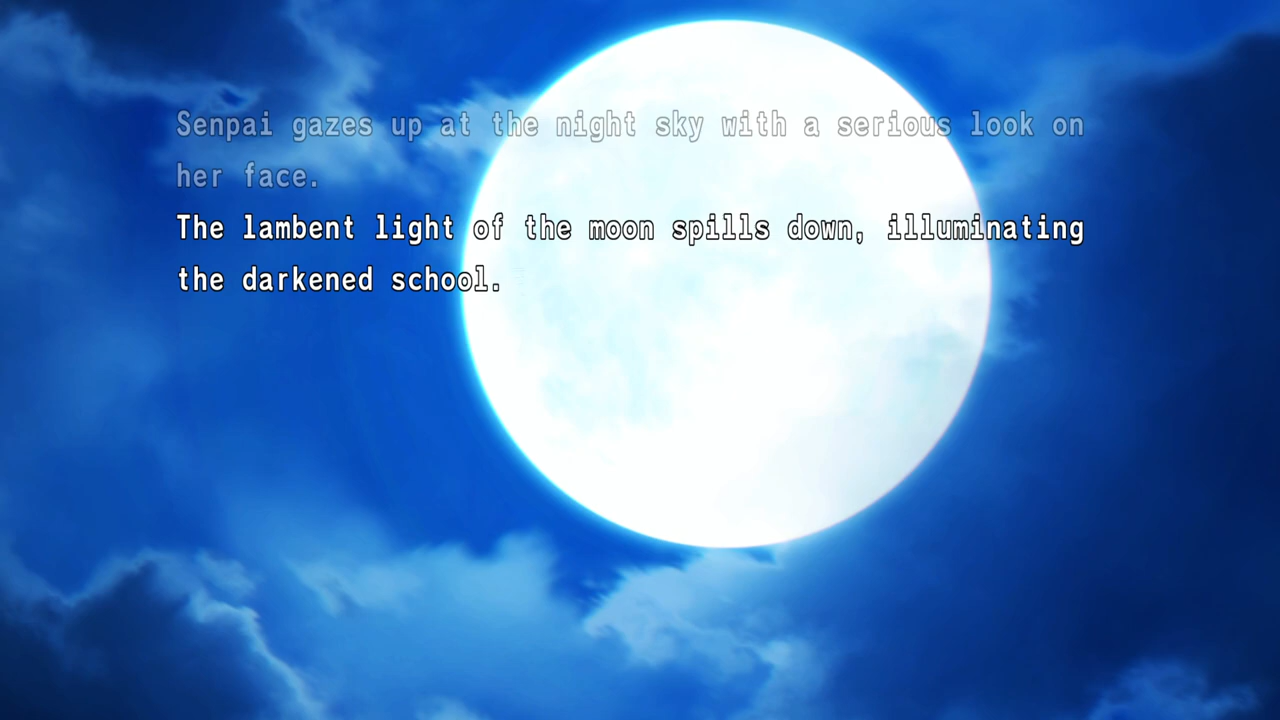 Senpai gazes up at the night sky with a serious look on
her face.
The lambent light of the moon spills down, illuminating
the darkened school.